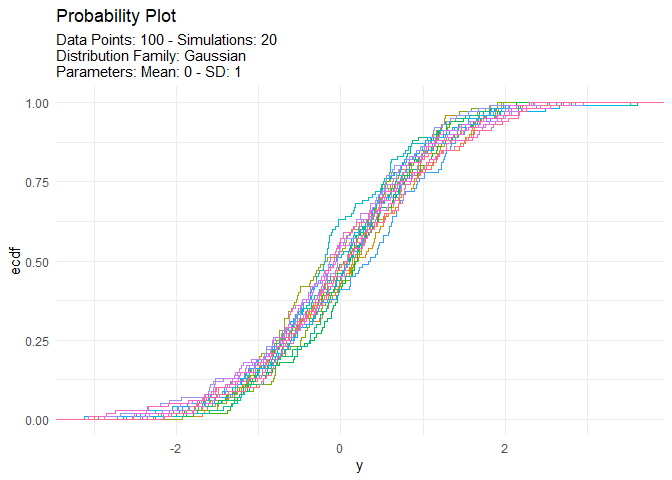 Probability Plot
Data Points: 100 - Simulations: 20
Distribution Family: Gaussian
Parameters: Mean: 0 - SD: 1
1.00
0.75
ecdf
0.50
0.25
0.00
-2
0
2
y